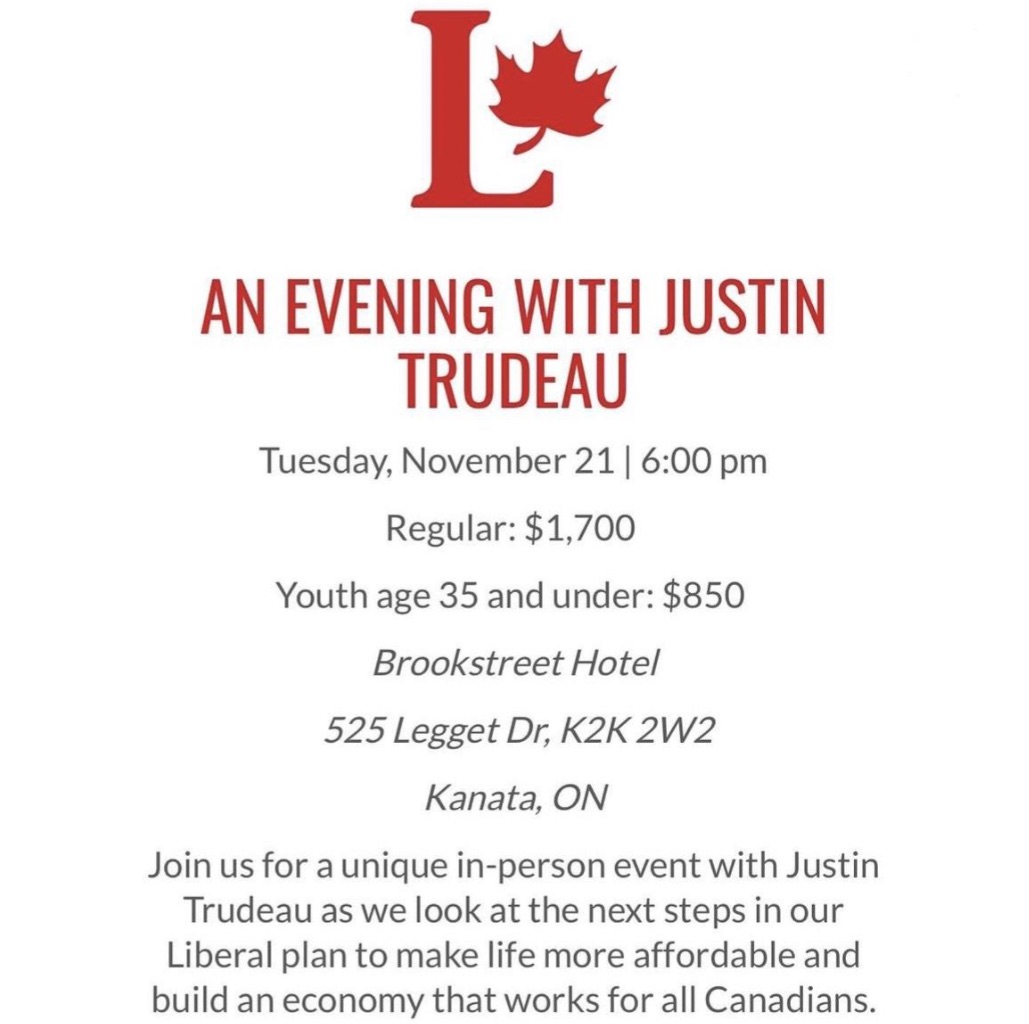 L
AN EVENING WITH JUSTIN
TRUDEAU
Tuesday, November 21 | 6:00 pm
Regular: $1,700
Youth age 35 and under: $850
Brookstreet Hotel
525 Legget Dr, K2K 2W2
Kanata, ON
Join us for a unique in-person event with Justin
Trudeau as we look at the next steps in our
Liberal plan to make life more affordable and
build an economy that works for all Canadians.